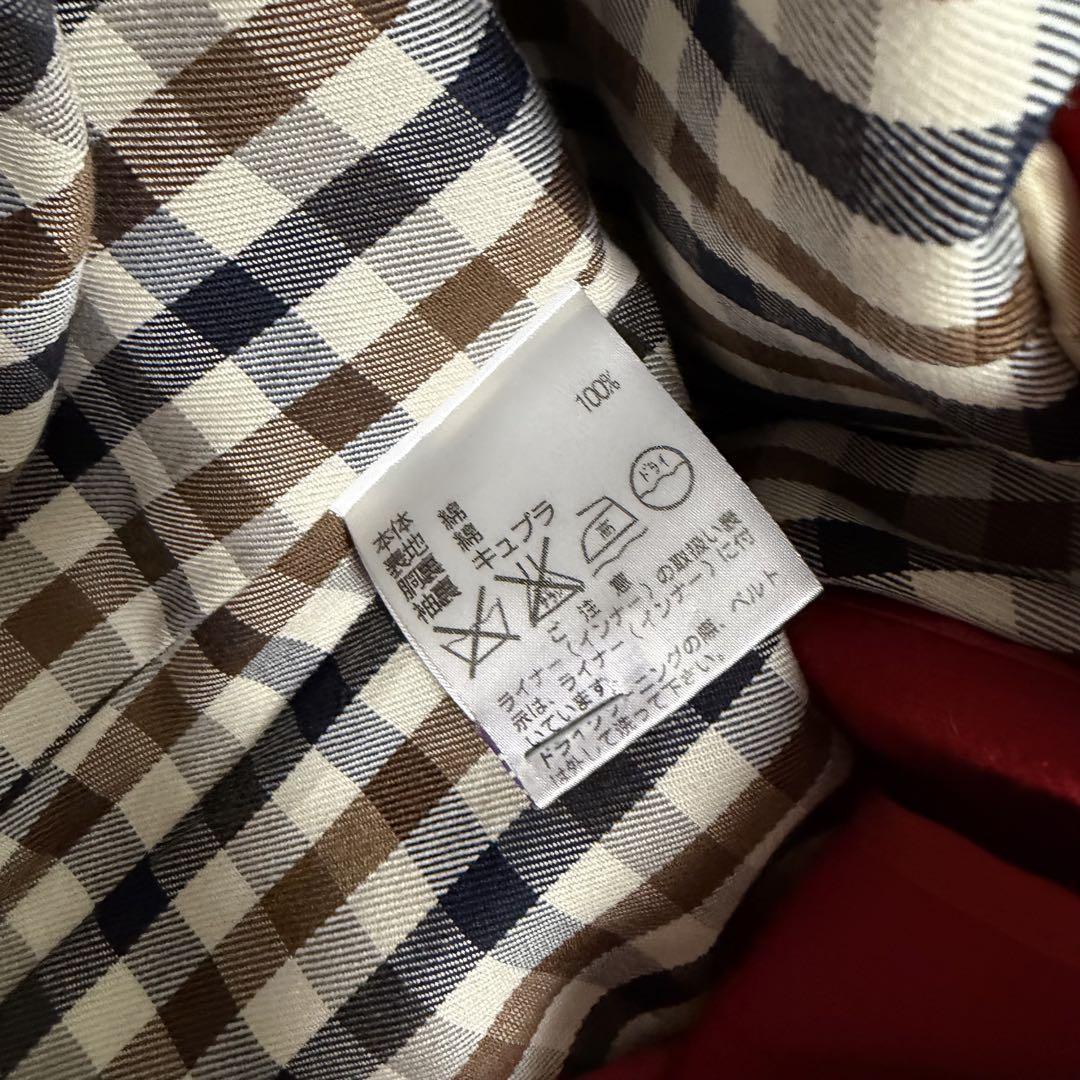 本体
表地 綿
胴裏 綿
袖裏 キュプラ 100%
高 ドライ
ご注意
ライナー(インナー)の取扱い表
示は、ライナー(インナー)に付
いています。
ドライクリーニングの際、ベルト
は外して洗って下さい。